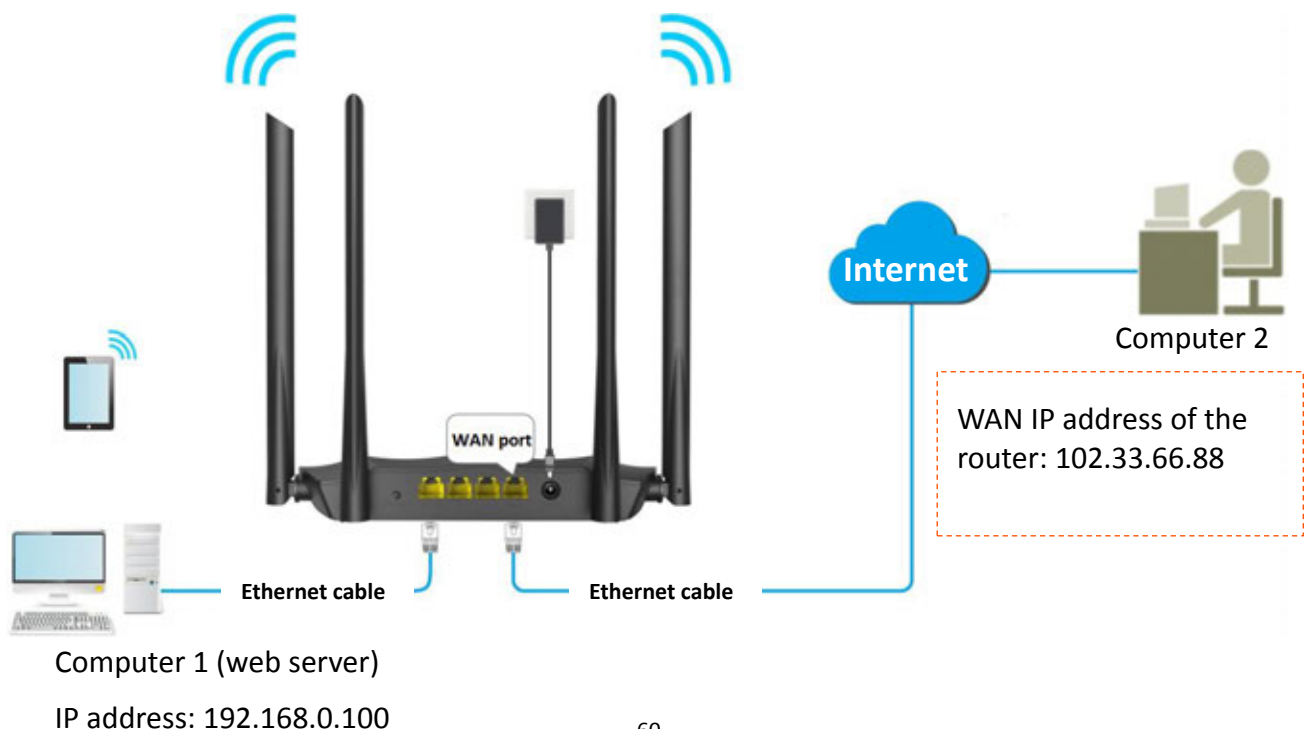 WAN port
Internet
Computer 2
WAN IP address of the
router: 102.33.66.88
Ethernet cable
Ethernet cable
Computer 1 (web server)
IP address: 192.168.0.100